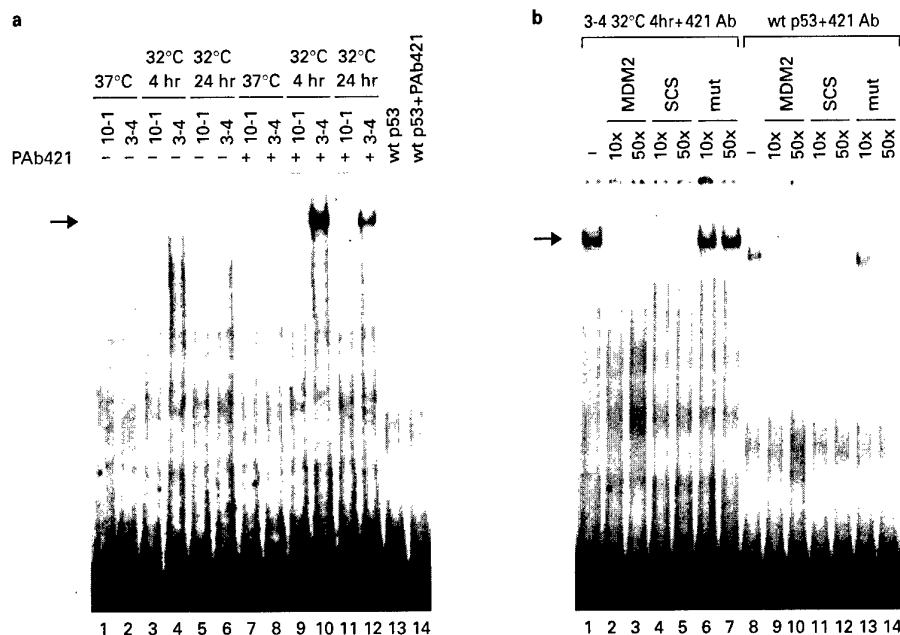 a
37°C 32°C 4 hr 32°C 24 hr 37°C 32°C 4 hr 32°C 24 hr
10-1 3-4 10-1 3-4 10-1 3-4 10-1 3-4 10-1 3-4 10-1 3-4 wt p53 wt p53+PAb421
PAb421 – – – – – – + + + + + +
1 2 3 4 5 6 7 8 9 10 11 12 13 14
b
3-4 32°C 4hr+421 Ab wt p53+421 Ab
MDM2 SCS mut MDM2 SCS mut
– 10x 50x 10x 50x 10x 50x – 10x 50x 10x 50x 10x 50x
1 2 3 4 5 6 7 8 9 10 11 12 13 14